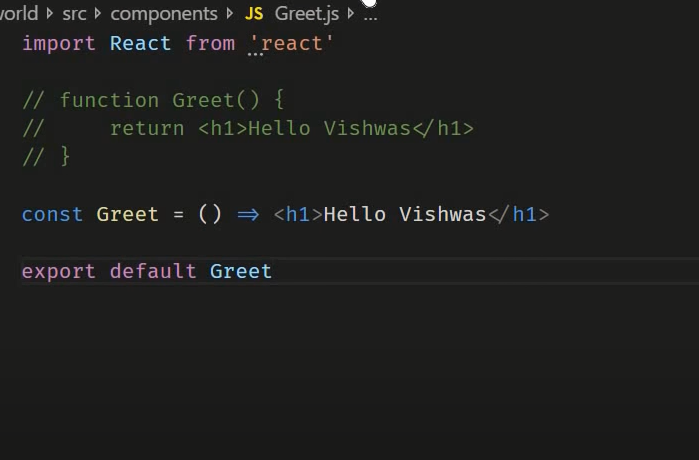 world src components JS Greet.js ...
import React from 'react'
// function Greet() {
//     return <h1>Hello Vishwas</h1>
// }
const Greet = () => <h1>Hello Vishwas</h1>
export default Greet